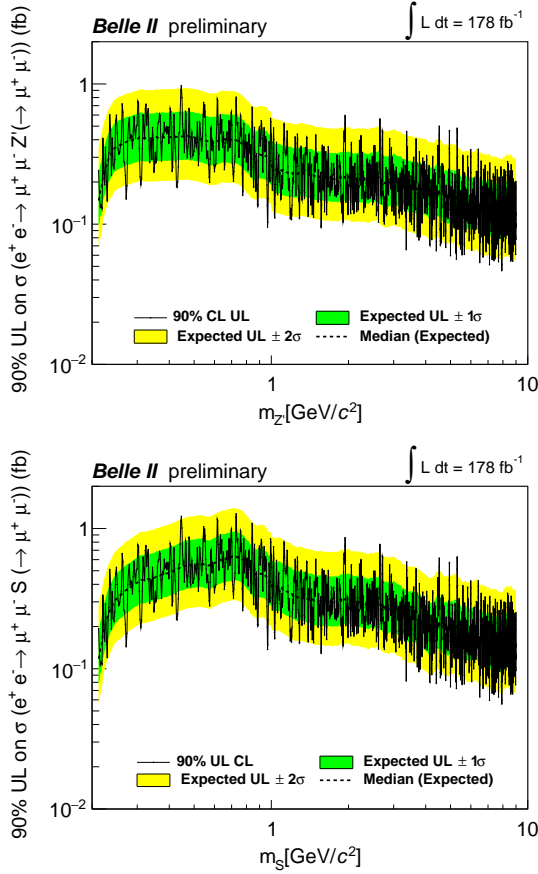 Belle II preliminary
∫ L dt = 178 fb⁻¹
90% UL on σ (e⁺ e⁻→ μ⁺ μ⁻ Z'(→ μ⁺ μ⁻)) (fb)
1
10⁻¹
10⁻²
90% CL UL
Expected UL ± 1σ
Expected UL ± 2σ
Median (Expected)
1
10
m_Z'[GeV/c²]
Belle II preliminary
∫ L dt = 178 fb⁻¹
90% UL on σ (e⁺ e⁻→ μ⁺ μ⁻ S (→ μ⁺ μ⁻)) (fb)
1
10⁻¹
10⁻²
90% UL CL
Expected UL ± 1σ
Expected UL ± 2σ
Median (Expected)
1
10
m_S[GeV/c²]